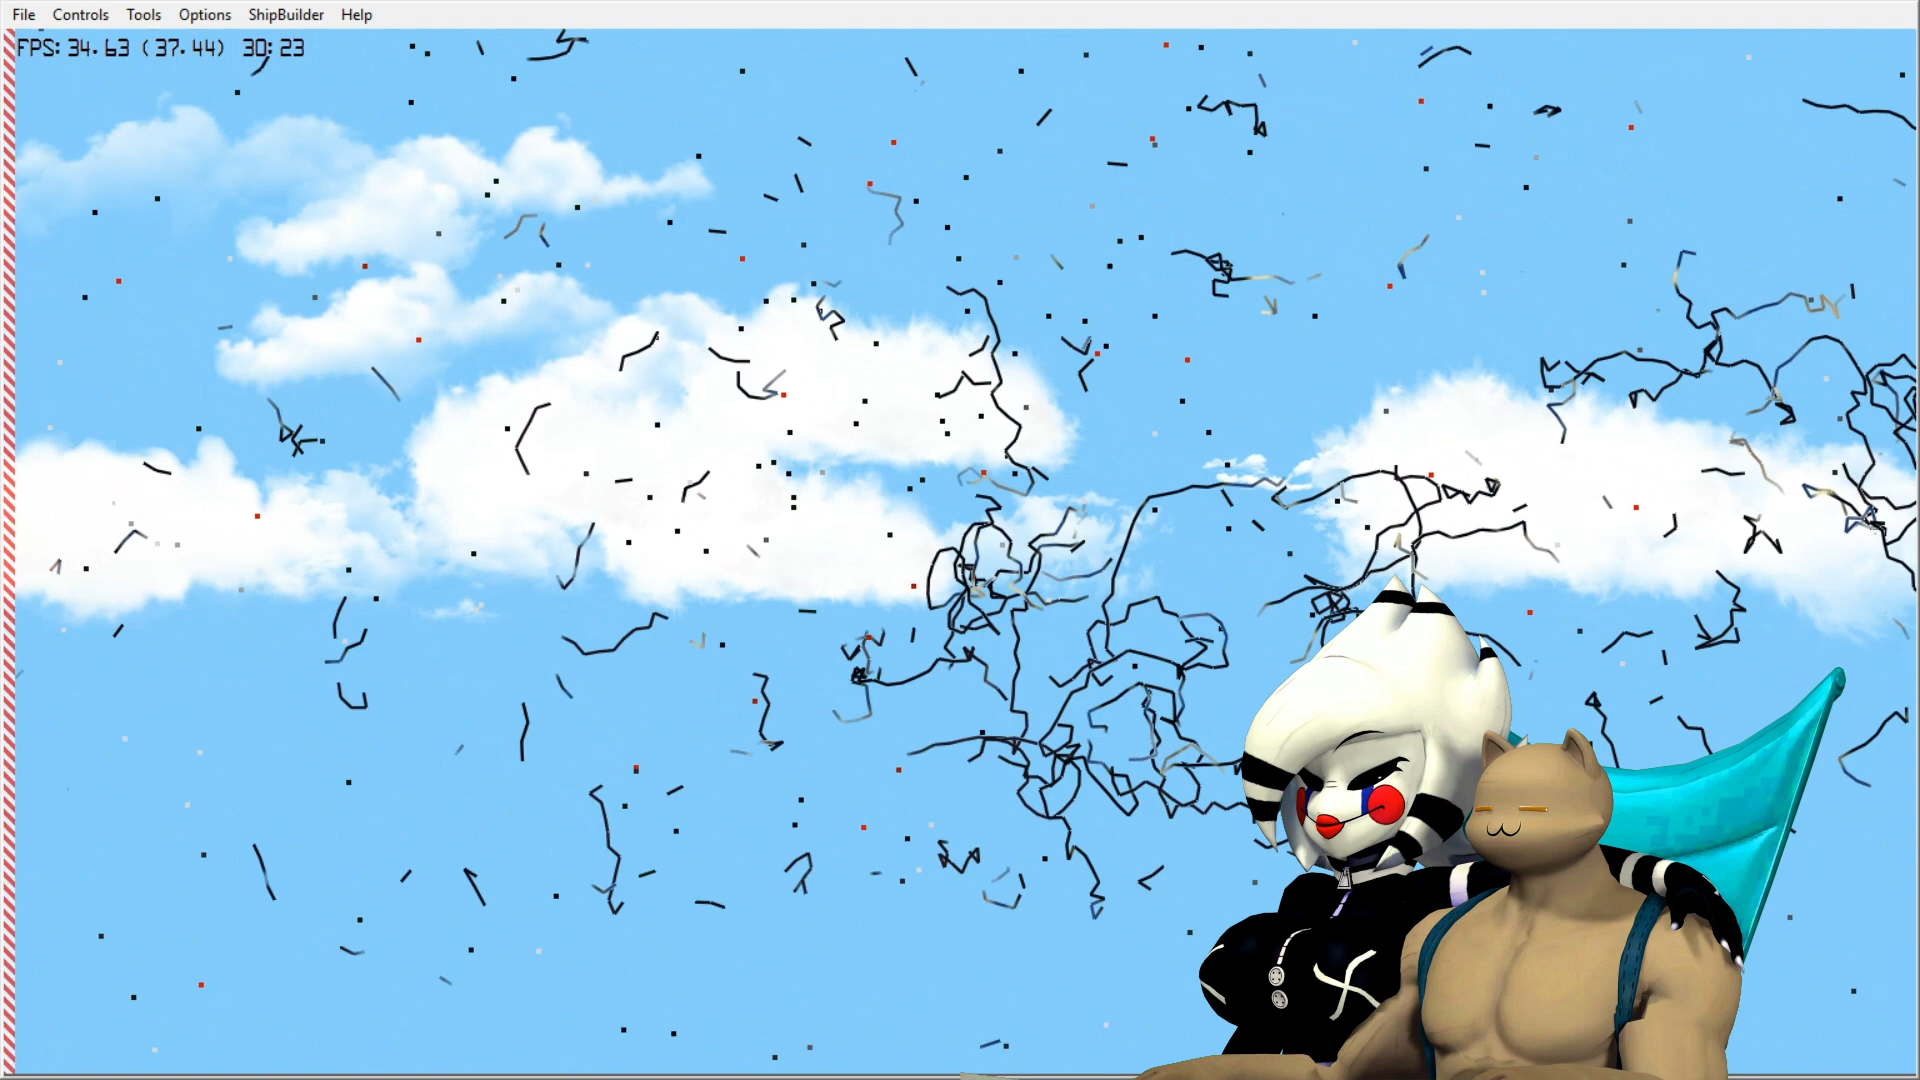 File Controls Tools Options ShipBuilder Help
FPS: 34.63 (37.44) 30: 23